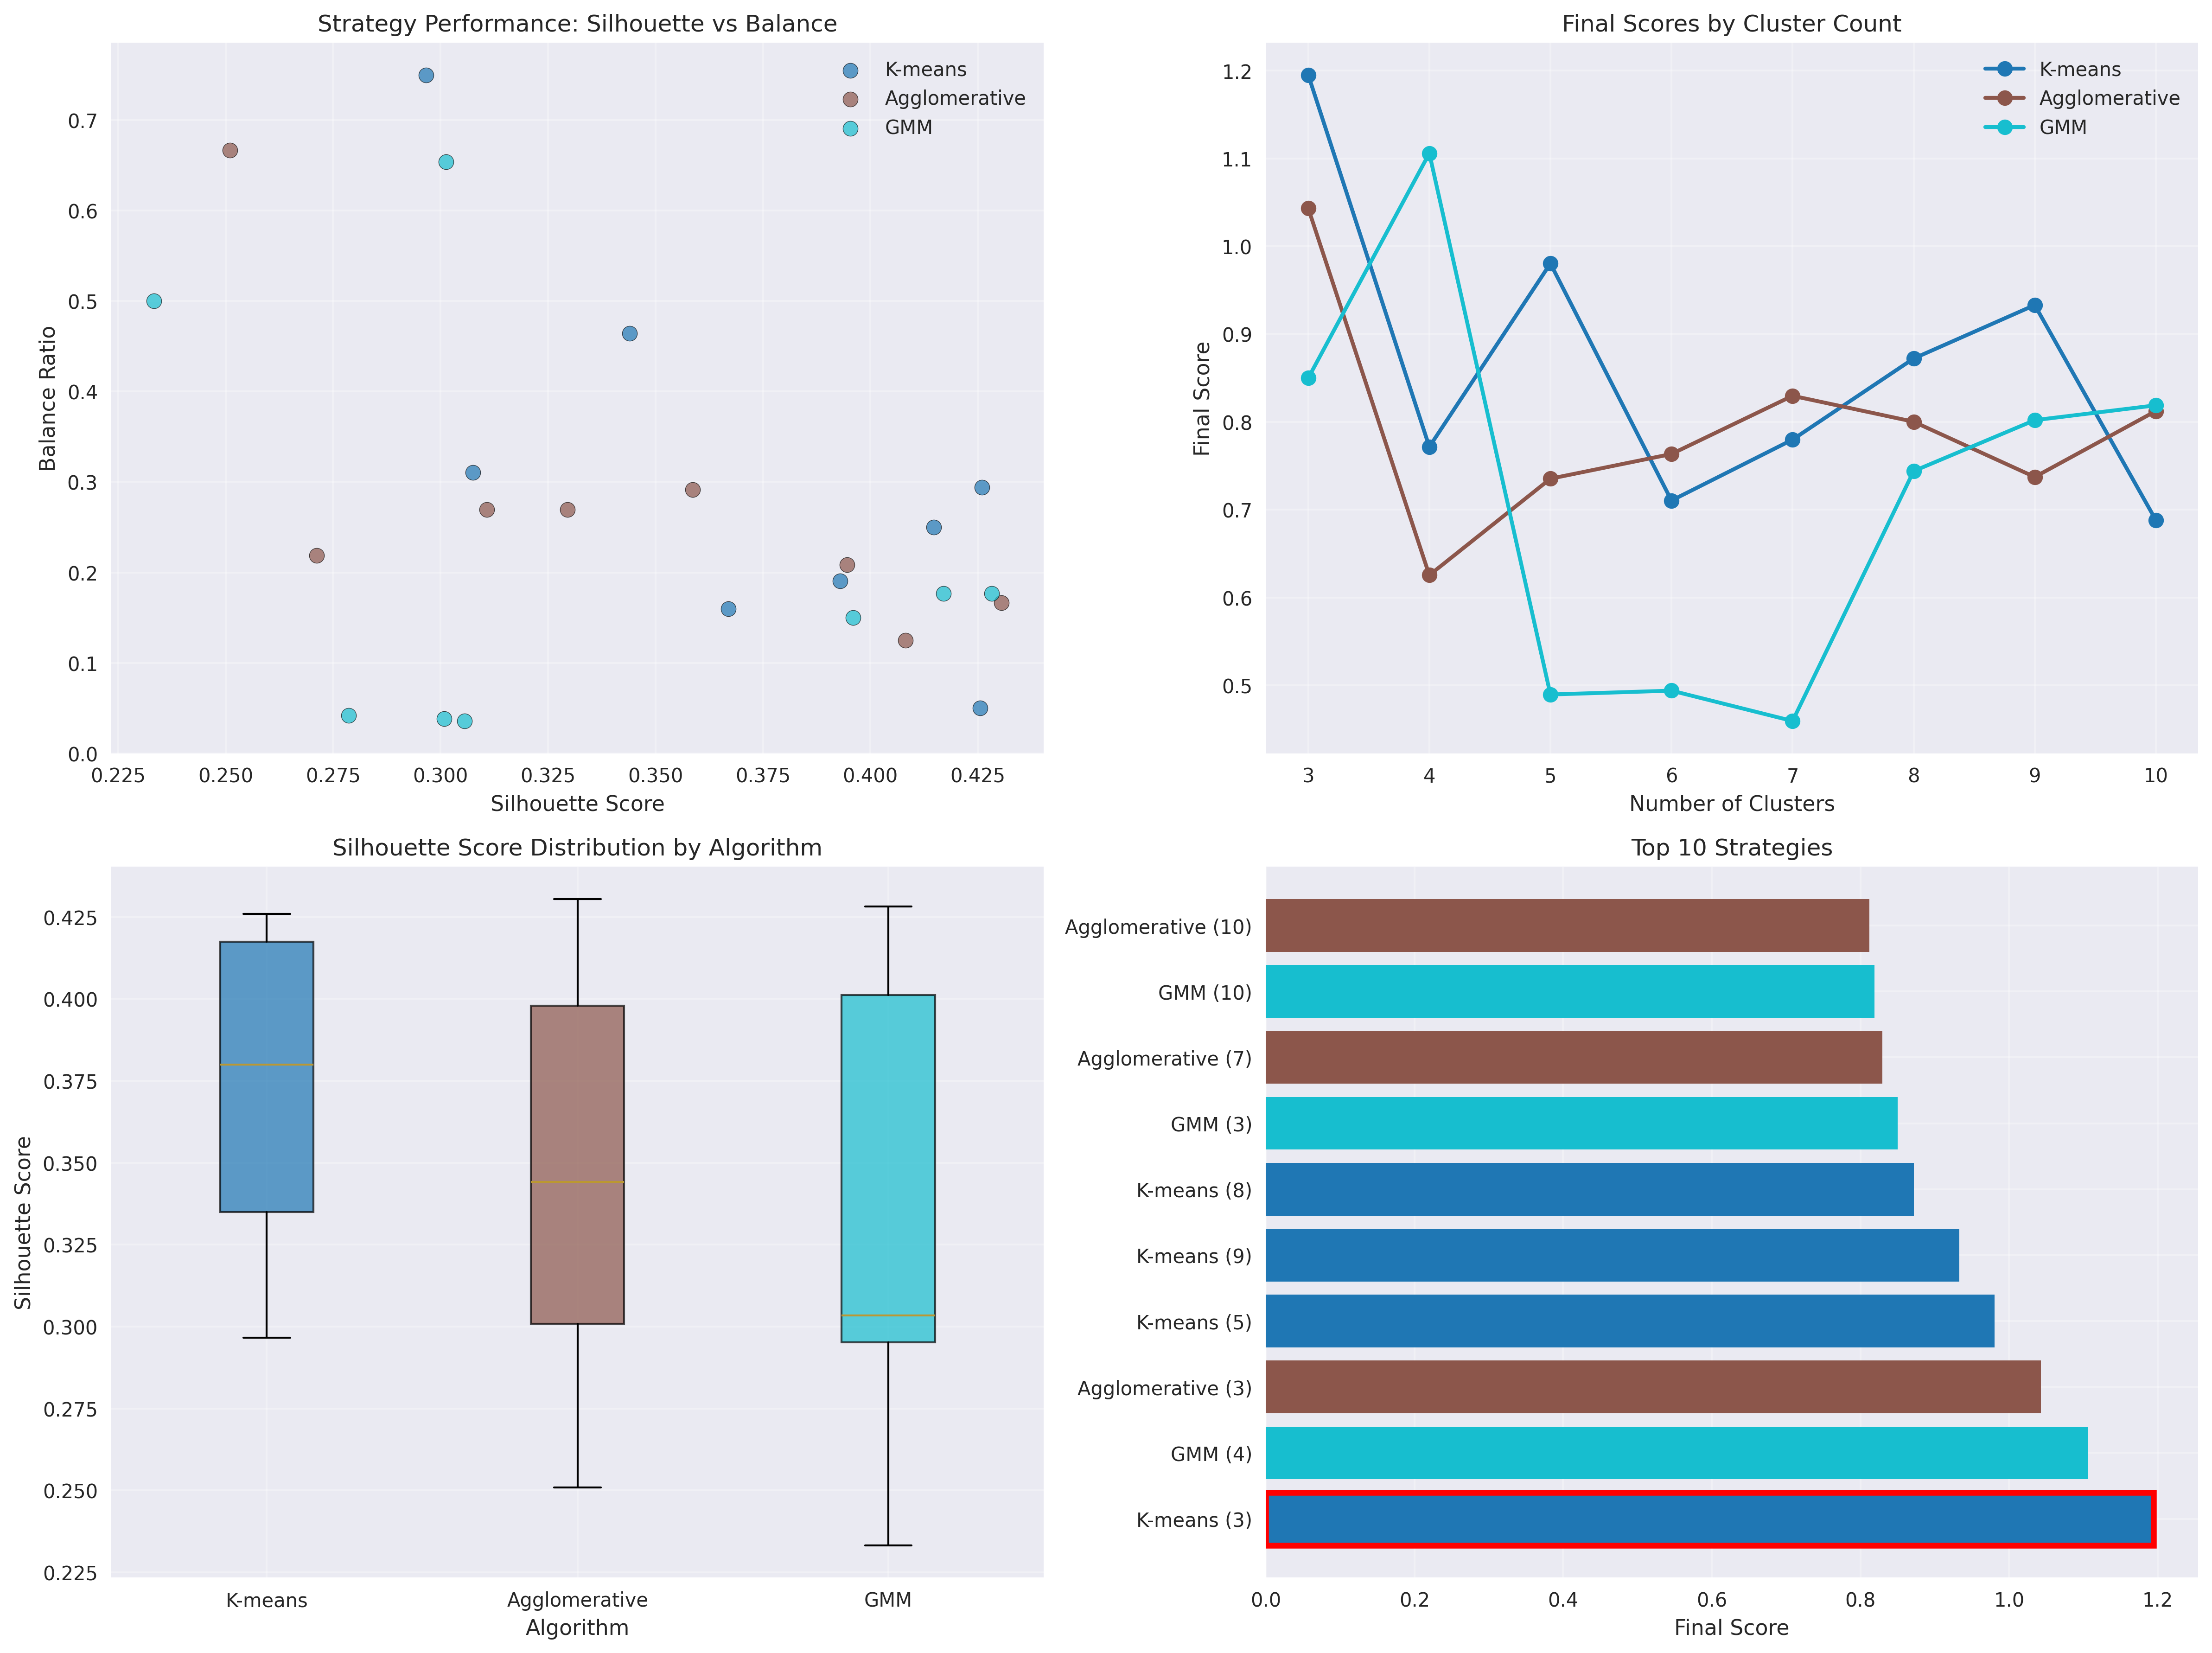 Strategy Performance: Silhouette vs Balance
K-means
Agglomerative
GMM
Balance Ratio
0.7
0.6
0.5
0.4
0.3
0.2
0.1
0.0
0.225 0.250 0.275 0.300 0.325 0.350 0.375 0.400 0.425
Silhouette Score
Final Scores by Cluster Count
K-means
Agglomerative
GMM
Final Score
1.2
1.1
1.0
0.9
0.8
0.7
0.6
0.5
3 4 5 6 7 8 9 10
Number of Clusters
Silhouette Score Distribution by Algorithm
Silhouette Score
0.425
0.400
0.375
0.350
0.325
0.300
0.275
0.250
0.225
K-means Agglomerative GMM
Algorithm
Top 10 Strategies
Agglomerative (10)
GMM (10)
Agglomerative (7)
GMM (3)
K-means (8)
K-means (9)
K-means (5)
Agglomerative (3)
GMM (4)
K-means (3)
0.0 0.2 0.4 0.6 0.8 1.0 1.2
Final Score